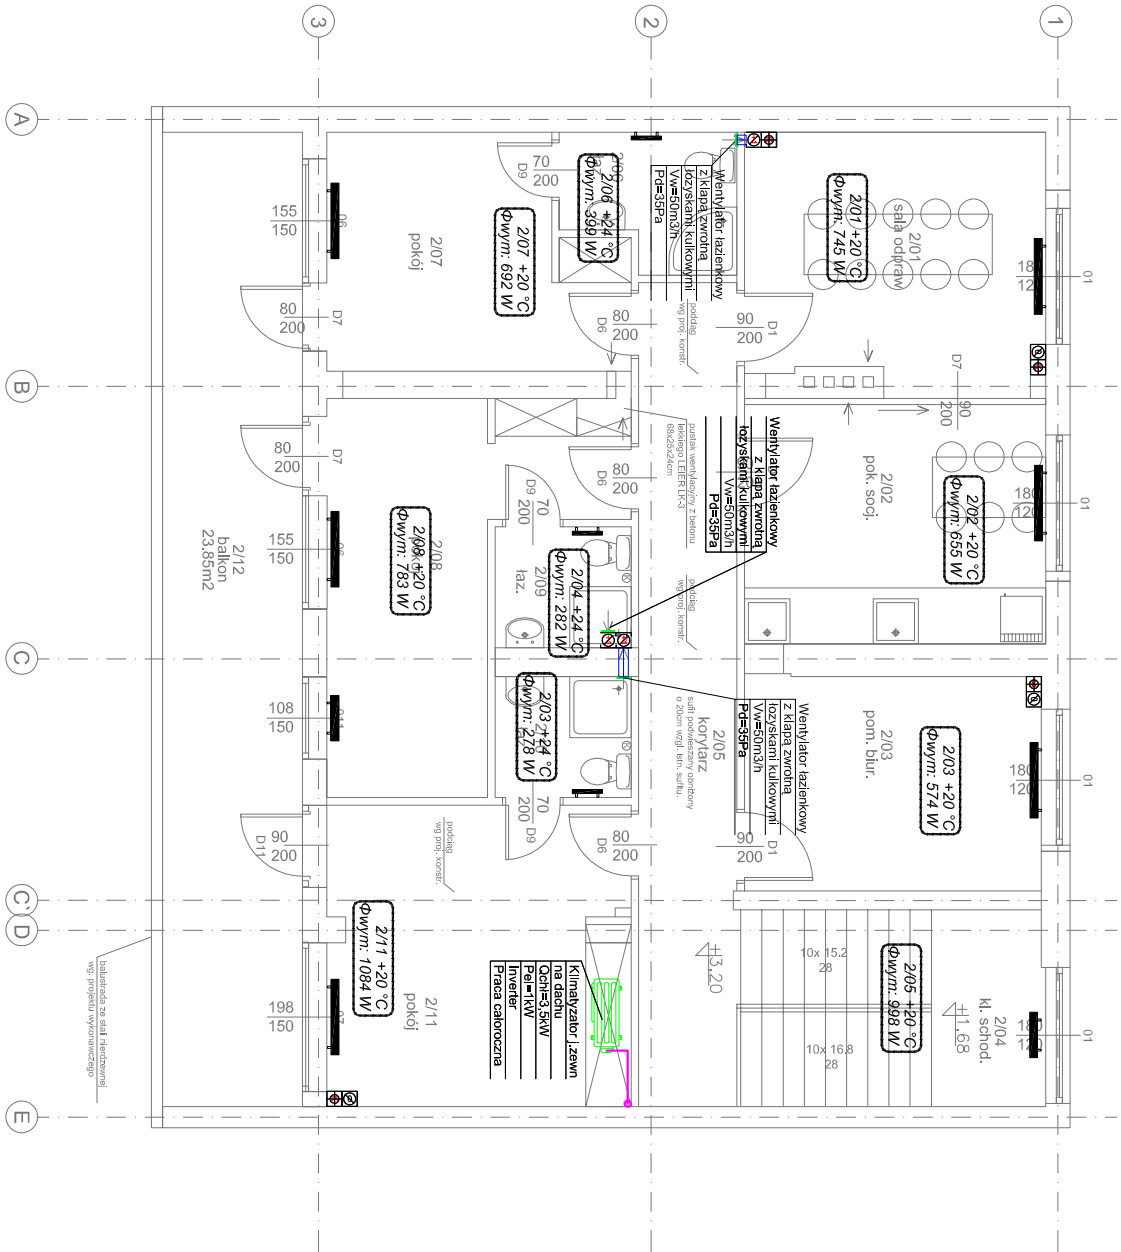 3
2
1
A
B
C
C'
D
E
2/01 +20 °C
Φwym: 745 W
2/01
sala odpraw
01
Wentylator łazienkowy
z klapą zwrotną
łożyskami kulkowymi
Vw=50m3/h
Pd=35Pa
2/06 +24 °C
Φwym: 399 W
70
200
D9
2/07 +20 °C
Φwym: 692 W
2/07
pokój
155
150
80
200
D7
80
200
D6
90
200
D1
podciąg
wg proj. konstr.
D7
90
200
pustak wentylacyjny z betonu
lekkiego LEIER LK-3
68x25x24cm
80
200
D6
80
200
D7
70
200
D9
Wentylator łazienkowy
z klapą zwrotną
łożyskami kulkowymi
Vw=50m3/h
Pd=35Pa
2/02
pok. socj.
2/02 +20 °C
Φwym: 655 W
180
120
01
2/08 +20 °C
Φwym: 783 W
2/08
155
150
2/12
balkon
23.85m2
2/09
łaz.
2/04 +24 °C
Φwym: 282 W
podciąg
wg proj. konstr.
2/03 +24 °C
Φwym: 278 W
108
150
2/05
korytarz
sufit podwieszany obniżony
o 20cm wzgl. istn. sufitu.
Wentylator łazienkowy
z klapą zwrotną
łożyskami kulkowymi
Vw=50m3/h
Pd=35Pa
2/03
pom. biur.
2/03 +20 °C
Φwym: 574 W
180
120
01
70
200
D9
80
200
D6
90
200
D1
90
200
D11
podciąg
wg proj. konstr.
2/11 +20 °C
Φwym: 1084 W
2/11
pokój
198
150
Klimatyzator j.zewn
na dachu
Qchł=3,5kW
Pel=1kW
Inverter
Praca całoroczna
+3,20
10x 15.2
28
10x 16.8
28
2/05 +20 °C
Φwym: 998 W
+1,68
2/04
kl. schod.
01
balustrada ze stali nierdzewnej
wg. projektu wykonawczego